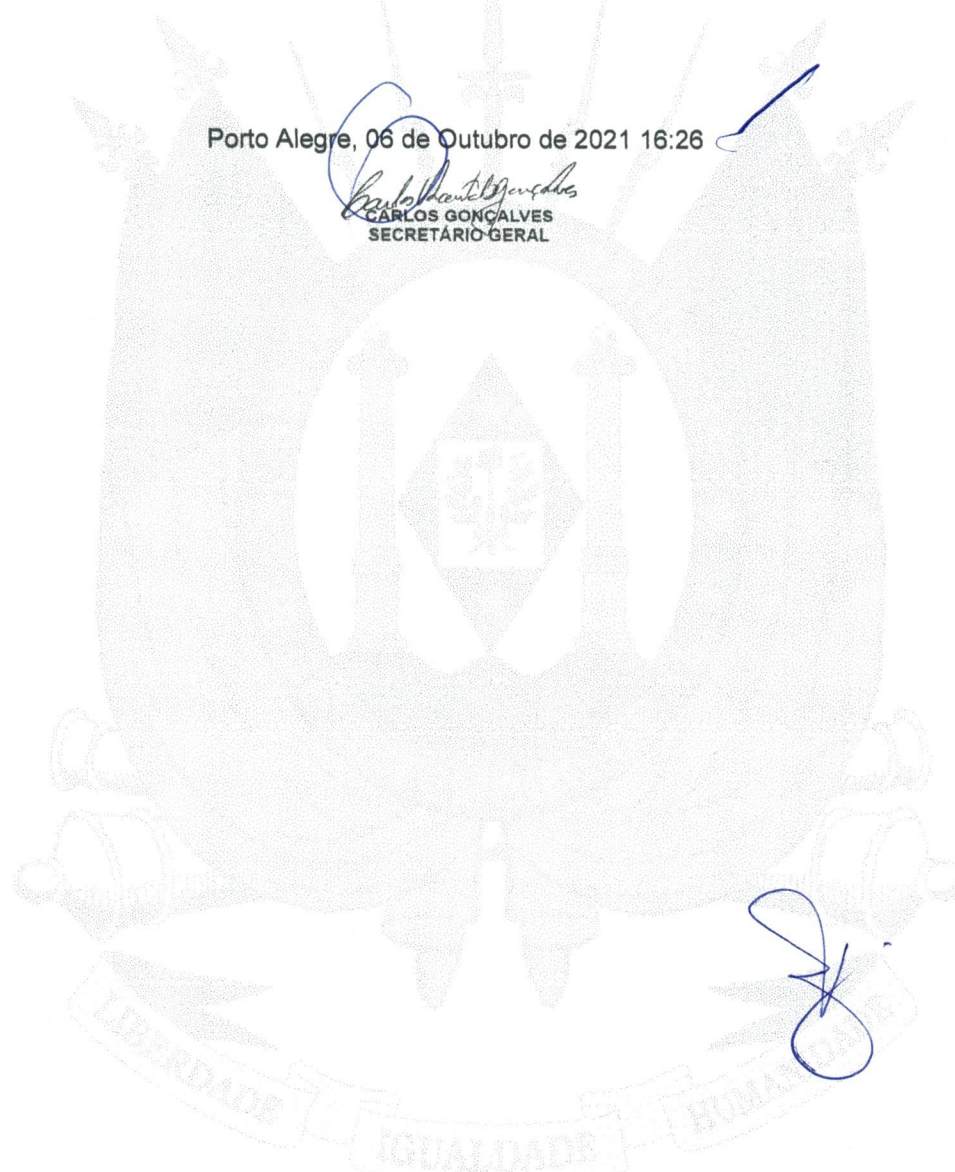 Porto Alegre, 06 de Outubro de 2021 16:26
CARLOS GONÇALVES
SECRETÁRIO GERAL
LIBERDADE
IGUALDADE
HUMANIDADE